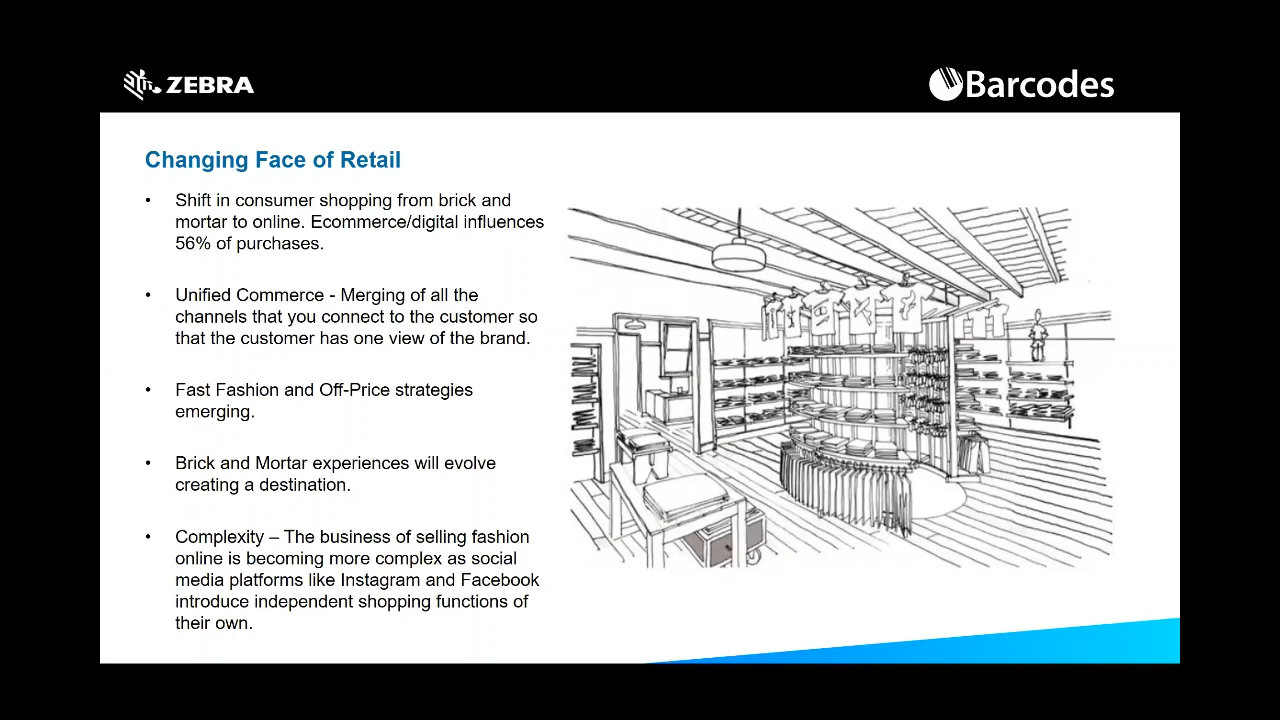 ZEBRA
Barcodes
Changing Face of Retail
• Shift in consumer shopping from brick and
mortar to online. Ecommerce/digital influences
56% of purchases.
• Unified Commerce - Merging of all the
channels that you connect to the customer so
that the customer has one view of the brand.
• Fast Fashion and Off-Price strategies
emerging.
• Brick and Mortar experiences will evolve
creating a destination.
• Complexity – The business of selling fashion
online is becoming more complex as social
media platforms like Instagram and Facebook
introduce independent shopping functions of
their own.